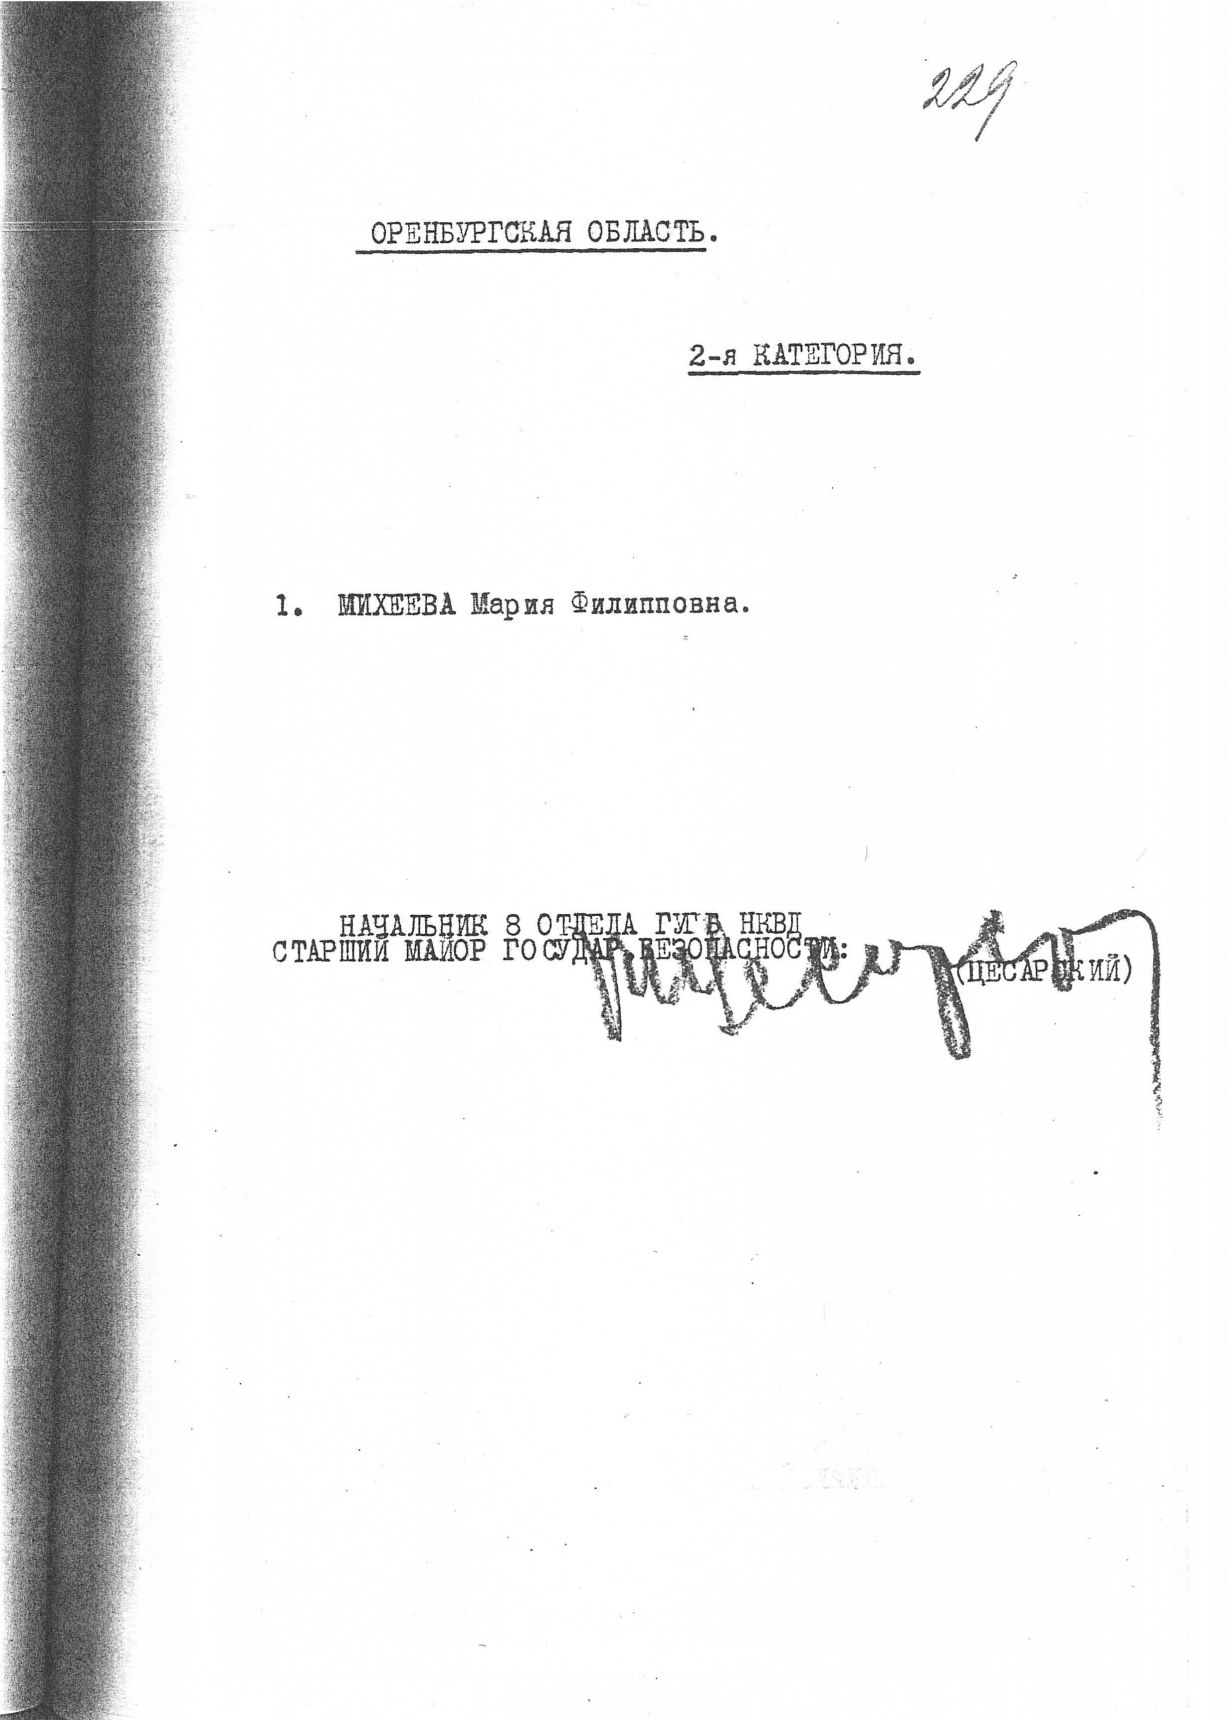 229
ОРЕНБУРГСКАЯ ОБЛАСТЬ.
2-я КАТЕГОРИЯ.
1. МИХЕЕВА Мария Филипповна.
НАЧАЛЬНИК 8 ОТДЕЛА ГУГБ НКВД
СТАРШИЙ МАЙОР ГОСУДАР.БЕЗОПАСНОСТИ:
(ЦЕСАРСКИЙ)